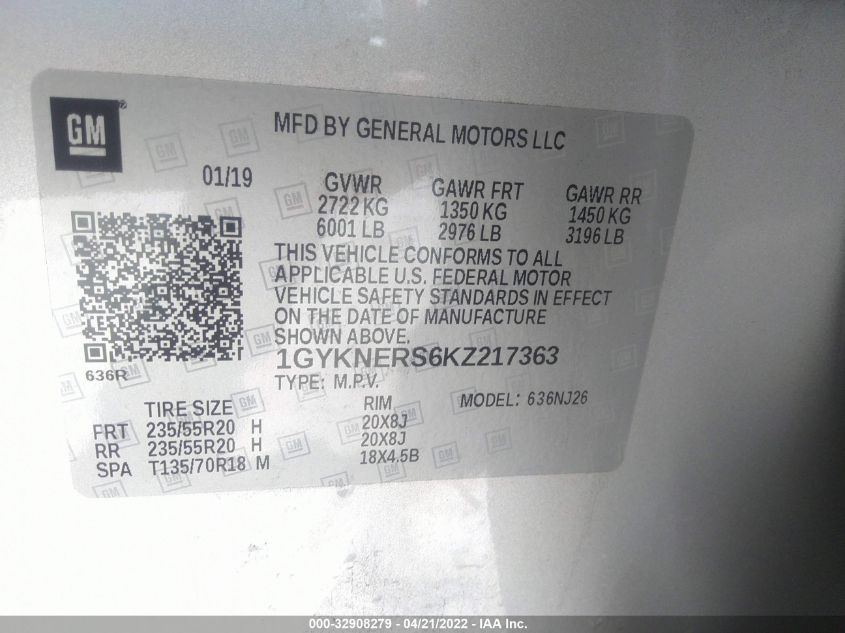 GM
MFD BY GENERAL MOTORS LLC
01/19
GVWR GAWR FRT GAWR RR
2722 KG 1350 KG 1450 KG
6001 LB 2976 LB 3196 LB
THIS VEHICLE CONFORMS TO ALL
APPLICABLE U.S. FEDERAL MOTOR
VEHICLE SAFETY STANDARDS IN EFFECT
ON THE DATE OF MANUFACTURE
SHOWN ABOVE.
1GYKNERS6KZ217363
636R
TYPE: M.P.V.
MODEL: 636NJ26
TIRE SIZE RIM
FRT 235/55R20 H 20X8J
RR 235/55R20 H 20X8J
SPA T135/70R18 M 18X4.5B
000-32908279 - 04/21/2022 - IAA Inc.